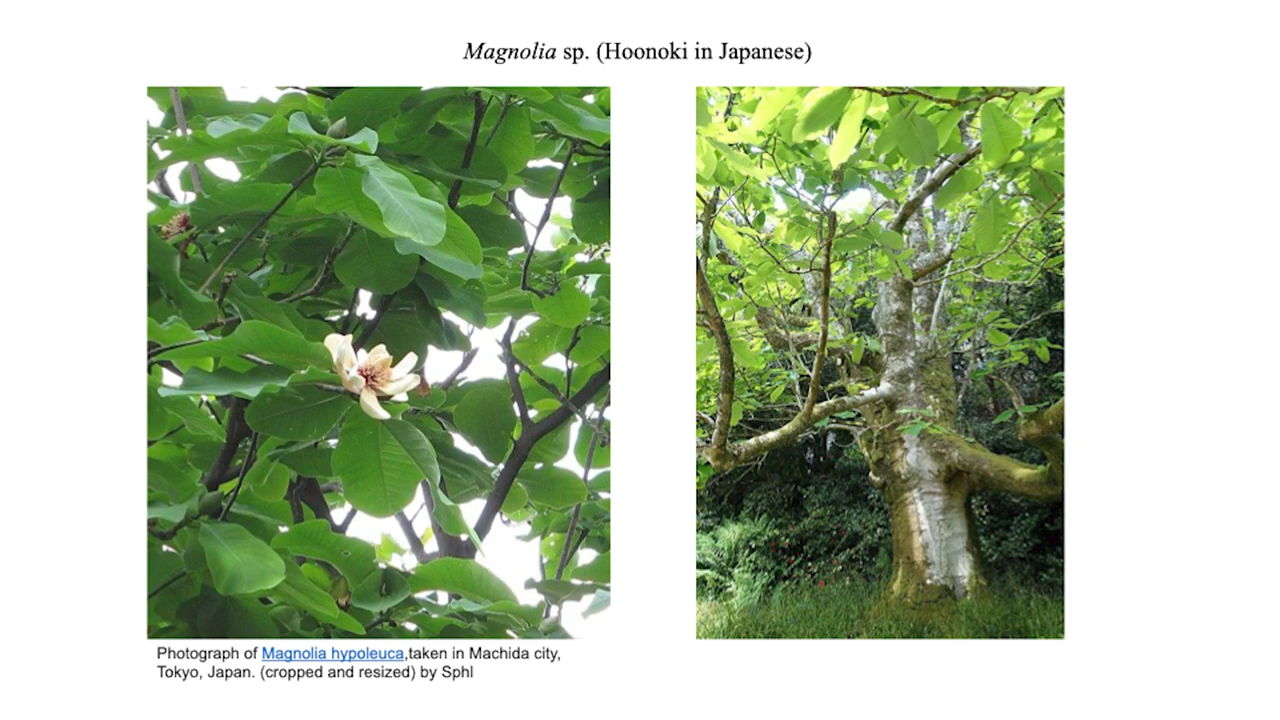 Magnolia sp. (Hoonoki in Japanese)
Photograph of Magnolia hypoleuca,taken in Machida city,
Tokyo, Japan. (cropped and resized) by Sphl